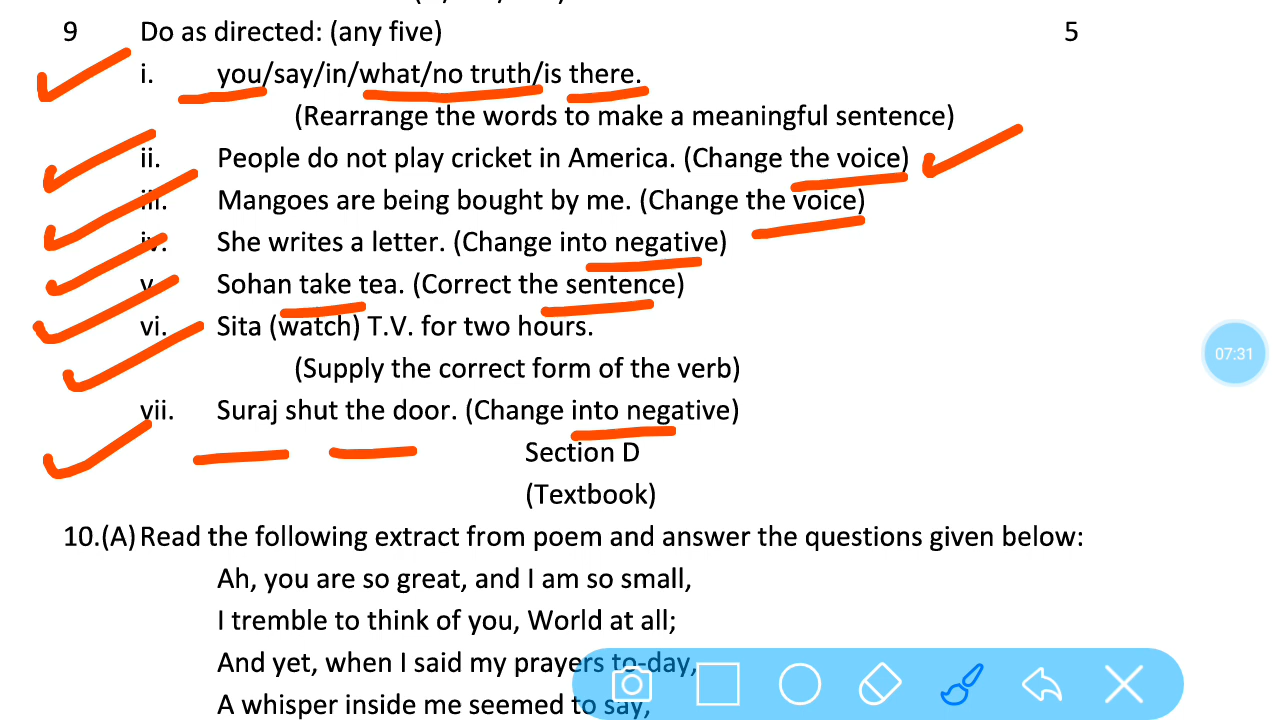 9 Do as directed: (any five) 5
i. you/say/in/what/no truth/is there.
(Rearrange the words to make a meaningful sentence)
ii. People do not play cricket in America. (Change the voice)
iii. Mangoes are being bought by me. (Change the voice)
iv. She writes a letter. (Change into negative)
v. Sohan take tea. (Correct the sentence)
vi. Sita (watch) T.V. for two hours.
(Supply the correct form of the verb)
07:31
vii. Suraj shut the door. (Change into negative)
Section D
(Textbook)
10.(A) Read the following extract from poem and answer the questions given below:
Ah, you are so great, and I am so small,
I tremble to think of you, World at all;
And yet, when I said my prayers to-day,
A whisper inside me seemed to say,